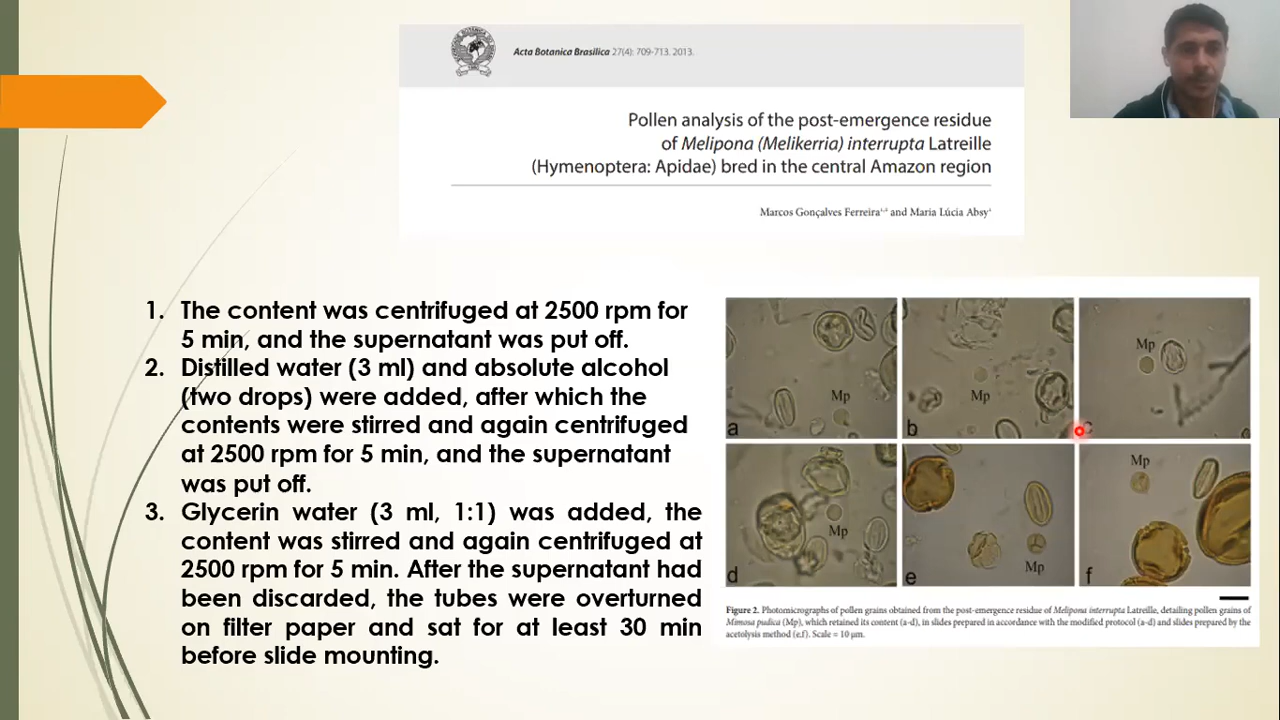 Acta Botanica Brasilica 27(4): 709-713. 2013.
Pollen analysis of the post-emergence residue
of Melipona (Melikerria) interrupta Latreille
(Hymenoptera: Apidae) bred in the central Amazon region
Marcos Gonçalves Ferreira¹,² and Maria Lúcia Absy¹
1. The content was centrifuged at 2500 rpm for
5 min, and the supernatant was put off.
2. Distilled water (3 ml) and absolute alcohol
(two drops) were added, after which the
contents were stirred and again centrifuged
at 2500 rpm for 5 min, and the supernatant
was put off.
3. Glycerin water (3 ml, 1:1) was added, the
content was stirred and again centrifuged at
2500 rpm for 5 min. After the supernatant had
been discarded, the tubes were overturned
on filter paper and sat for at least 30 min
before slide mounting.
Mp
a
Mp
b
Mp
c
Mp
d
Mp
e
Mp
f
Figure 2. Photomicrographs of pollen grains obtained from the post-emergence residue of Melipona interrupta Latreille, detailing pollen grains of
Mimosa pudica (Mp), which retained its content (a-d), in slides prepared in accordance with the modified protocol (a-d) and slides prepared by the
acetolysis method (e,f). Scale = 10 μm.